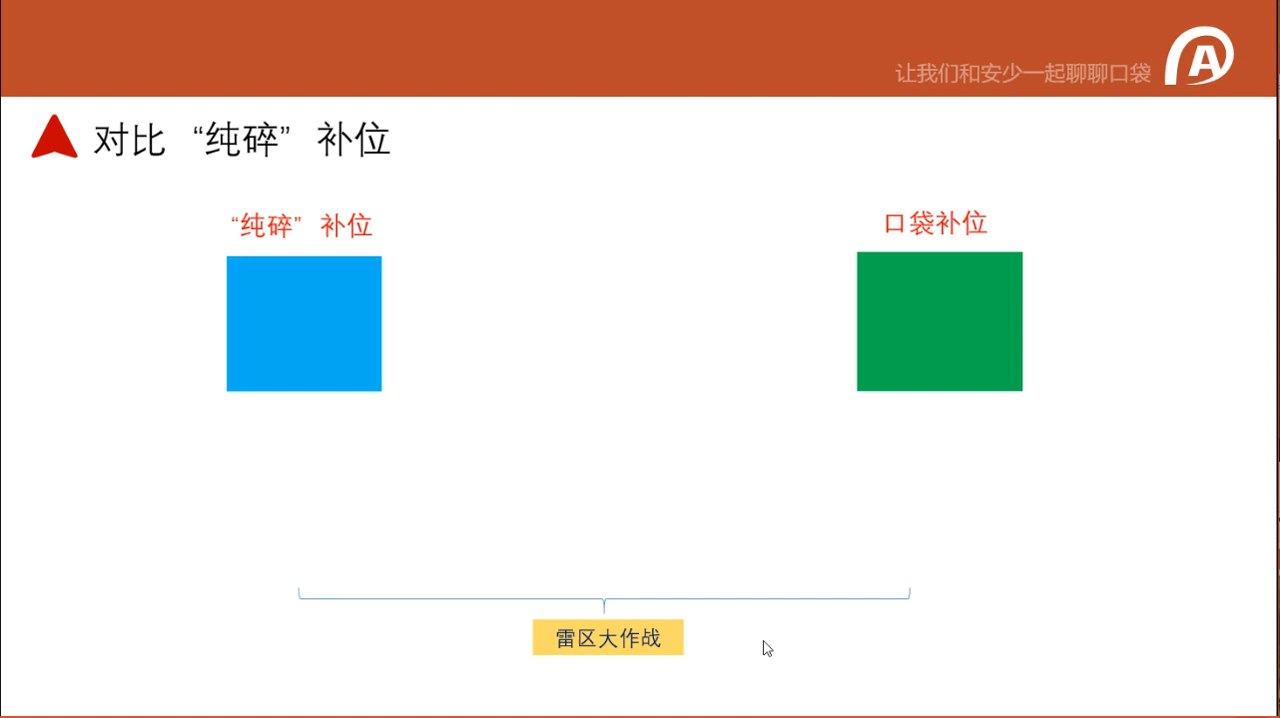 让我们和安少一起聊聊口袋
对比 “纯碎” 补位
“纯碎” 补位
口袋补位
雷区大作战